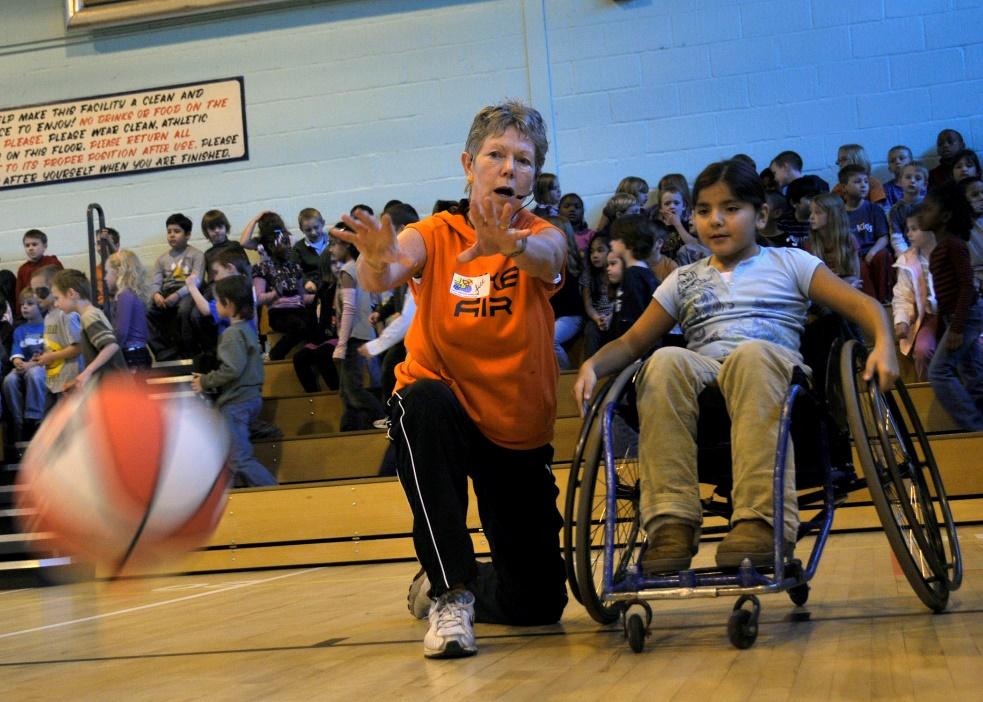 ELP MAKE THIS FACILITY A CLEAN AND
CE TO ENJOY! NO DRINKS OR FOOD ON THE
PLEASE. PLEASE WEAR CLEAN, ATHLETIC
ON THIS FLOOR. PLEASE RETURN ALL
T TO ITS PROPER POSITION AFTER USE. PLEASE
AFTER YOURSELF WHEN YOU ARE FINISHED.
KE
AIR